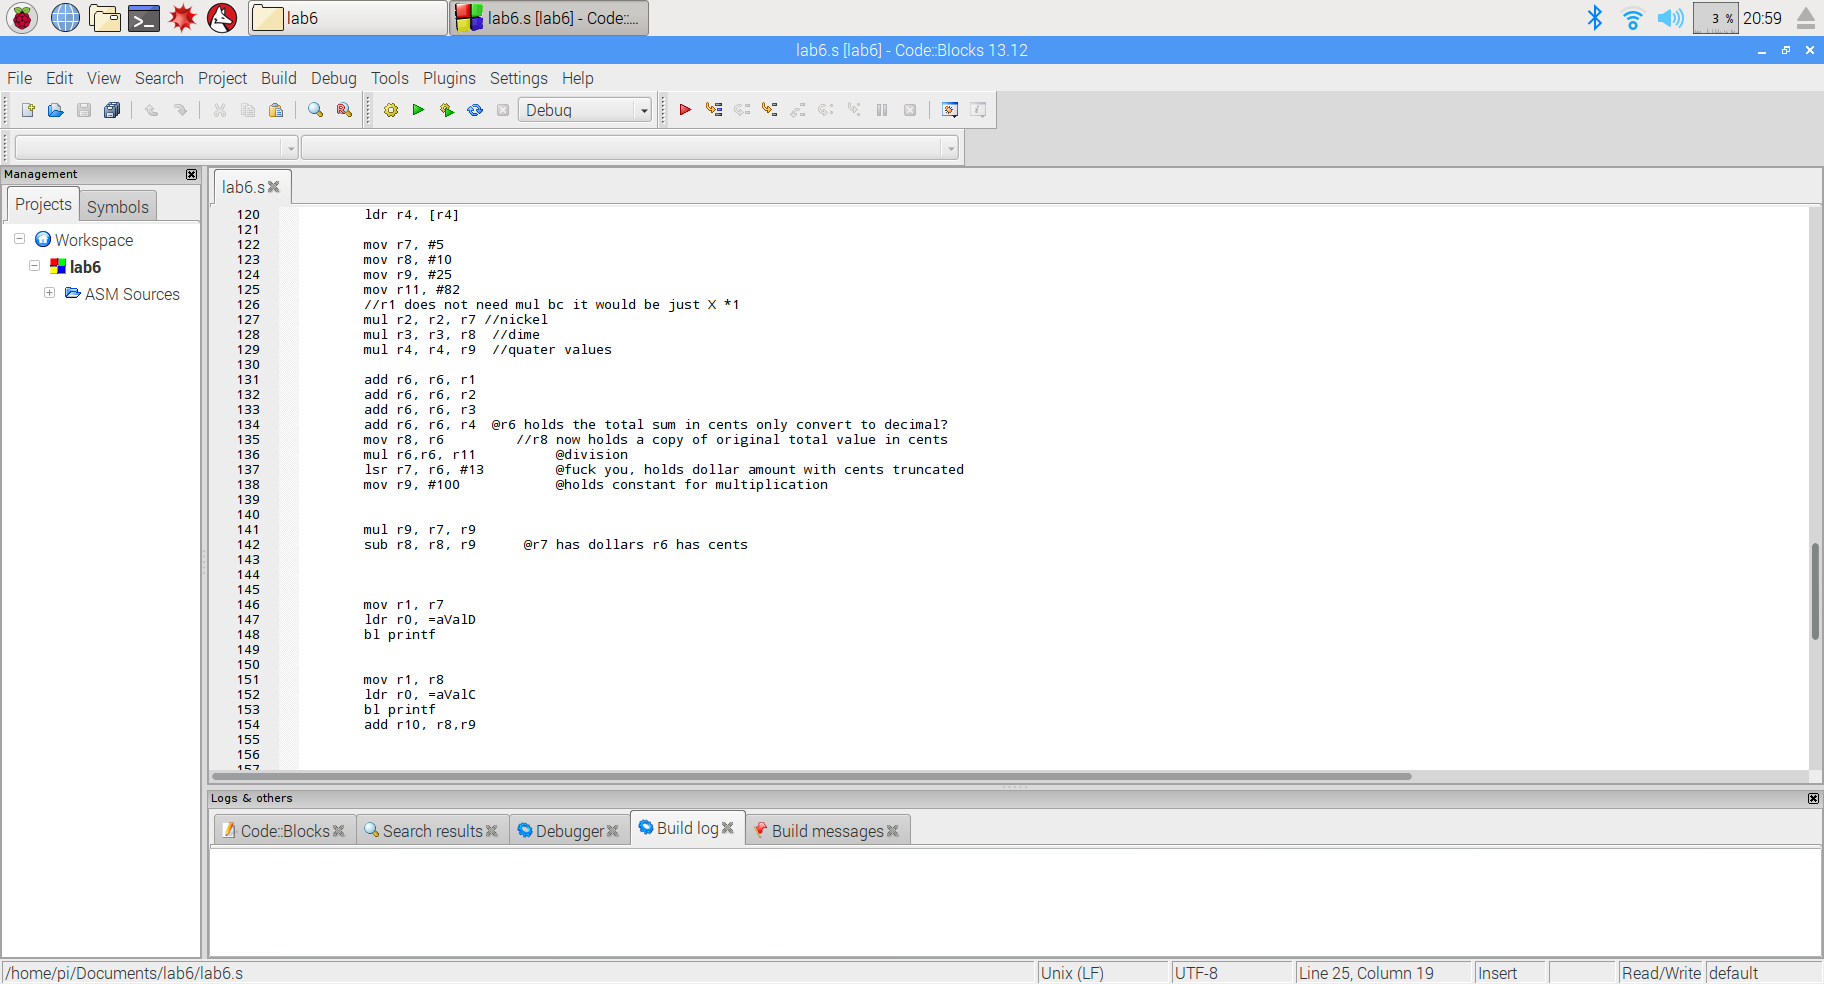 lab6
lab6.s [lab6] - Code::...
3 %
20:59
lab6.s [lab6] - Code::Blocks 13.12
File Edit View Search Project Build Debug Tools Plugins Settings Help
Debug
Management
Projects Symbols
Workspace
lab6
ASM Sources
lab6.s
120 ldr r4, [r4]
121
122 mov r7, #5
123 mov r8, #10
124 mov r9, #25
125 mov r11, #82
126 //r1 does not need mul bc it would be just X *1
127 mul r2, r2, r7 //nickel
128 mul r3, r3, r8  //dime
129 mul r4, r4, r9  //quater values
130
131 add r6, r6, r1
132 add r6, r6, r2
133 add r6, r6, r3
134 add r6, r6, r4  @r6 holds the total sum in cents only convert to decimal?
135 mov r8, r6         //r8 now holds a copy of original total value in cents
136 mul r6,r6, r11          @division
137 lsr r7, r6, #13         @fuck you, holds dollar amount with cents truncated
138 mov r9, #100            @holds constant for multiplication
139
140
141 mul r9, r7, r9
142 sub r8, r8, r9      @r7 has dollars r6 has cents
143
144
145
146 mov r1, r7
147 ldr r0, =aValD
148 bl printf
149
150
151 mov r1, r8
152 ldr r0, =aValC
153 bl printf
154 add r10, r8,r9
155
156
157
Logs & others
Code::Blocks Search results Debugger Build log Build messages
/home/pi/Documents/lab6/lab6.s Unix (LF) UTF-8 Line 25, Column 19 Insert Read/Write default